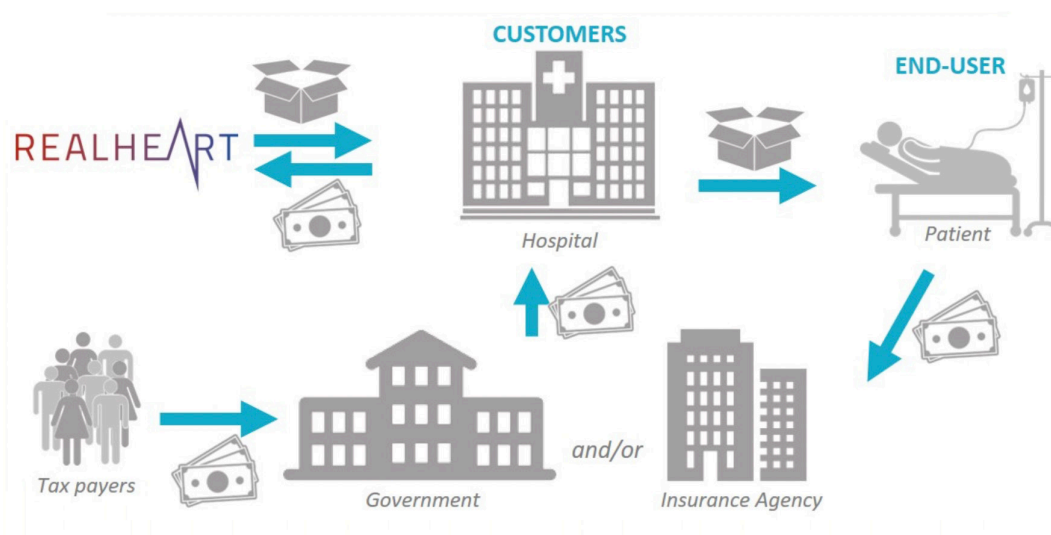 CUSTOMERS
END-USER
REALHEART
Hospital
Patient
and/or
Tax payers
Government
Insurance Agency